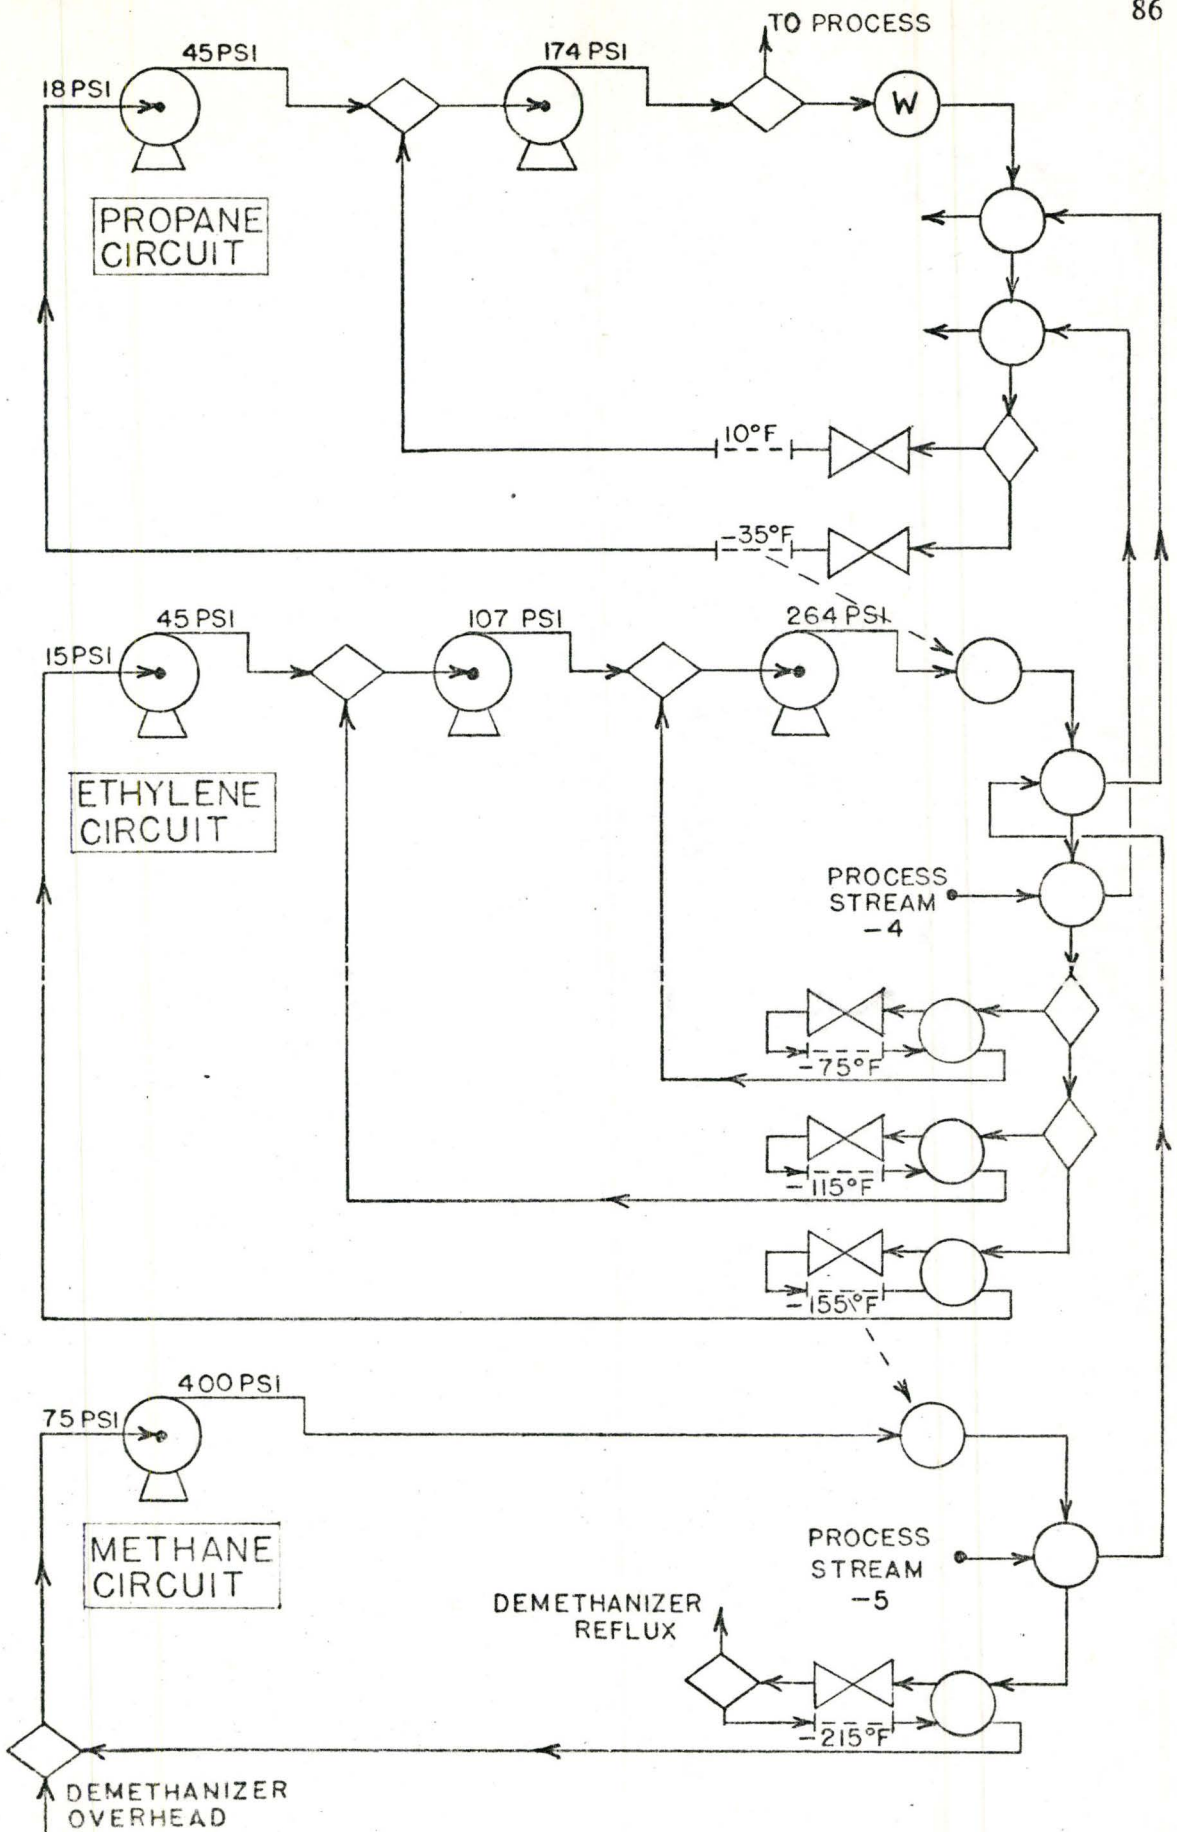 86
TO PROCESS
45 PSI
174 PSI
18 PSI
W
PROPANE
CIRCUIT
10°F
-35°F
45 PSI
107 PSI
264 PSI
15 PSI
ETHYLENE
CIRCUIT
PROCESS
STREAM
-4
-75°F
-115°F
-155°F
400 PSI
75 PSI
METHANE
CIRCUIT
PROCESS
STREAM
-5
DEMETHANIZER
REFLUX
-215°F
DEMETHANIZER
OVERHEAD